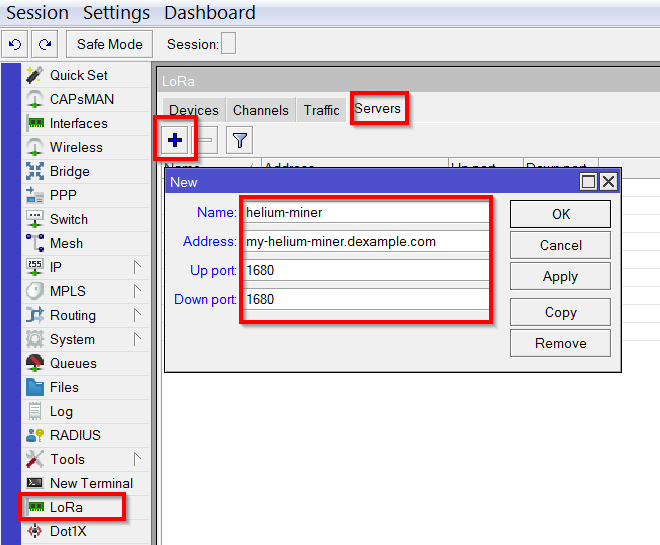 Session Settings Dashboard
Safe Mode Session:
Quick Set
CAPsMAN
Interfaces
Wireless
Bridge
PPP
Switch
Mesh
IP
MPLS
Routing
System
Queues
Files
Log
RADIUS
Tools
New Terminal
LoRa
Dot1X
LoRa
Devices Channels Traffic Servers
Name Address Up port Down port
New
Name: helium-miner
Address: my-helium-miner.dexample.com
Up port: 1680
Down port: 1680
OK
Cancel
Apply
Copy
Remove